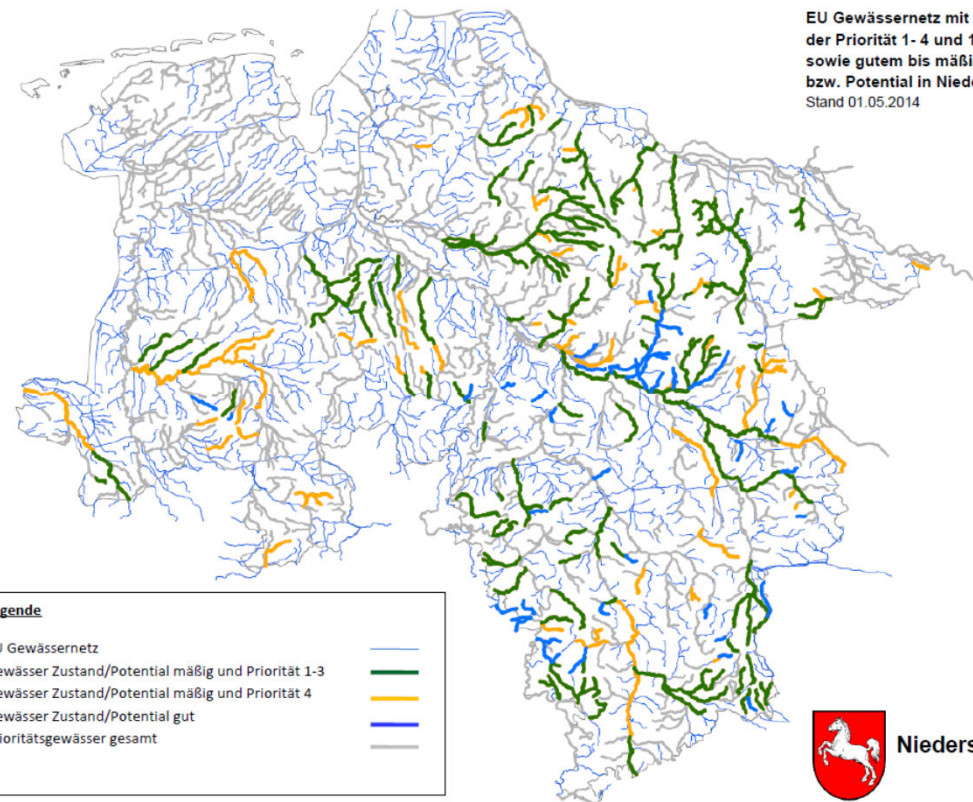 EU Gewässernetz mit
der Priorität 1- 4 und 1
sowie gutem bis mäßi
bzw. Potential in Niede
Stand 01.05.2014
gende
U Gewässernetz
ewässer Zustand/Potential mäßig und Priorität 1-3
ewässer Zustand/Potential mäßig und Priorität 4
ewässer Zustand/Potential gut
ioritätsgewässer gesamt
Nieders